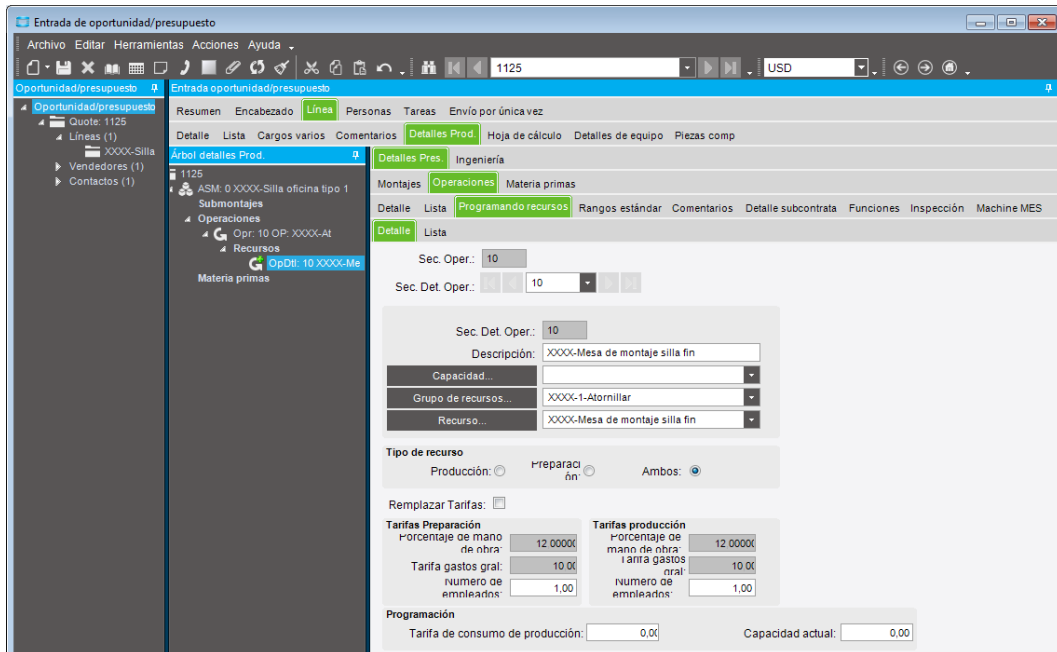 Entrada de oportunidad/presupuesto
Archivo Editar Herramientas Acciones Ayuda
1125 USD
Oportunidad/presupuesto
Oportunidad/presupuesto
Quote: 1125
Líneas (1)
XXXX-Silla
Vendedores (1)
Contactos (1)
Entrada oportunidad/presupuesto
Resumen Encabezado Línea Personas Tareas Envío por única vez
Detalle Lista Cargos varios Comentarios Detalles Prod. Hoja de cálculo Detalles de equipo Piezas comp
Árbol detalles Prod.
1125
ASM: 0 XXXX-Silla oficina tipo 1
Submontajes
Operaciones
Opr: 10 OP: XXXX-At
Recursos
OpDtl: 10 XXXX-Me
Materia primas
Detalles Pres. Ingeniería
Montajes Operaciones Materia primas
Detalle Lista Programando recursos Rangos estándar Comentarios Detalle subcontrata Funciones Inspección Machine MES
Detalle Lista
Sec. Oper.: 10
Sec. Det. Oper.: 10
Sec. Det. Oper.: 10
Descripción: XXXX-Mesa de montaje silla fin
Capacidad...
Grupo de recursos... XXXX-1-Atornillar
Recurso... XXXX-Mesa de montaje silla fin
Tipo de recurso
Producción: Preparaci
ón: Ambos:
Remplazar Tarifas:
Tarifas Preparación
Porcentaje de mano
de obra: 12.0000
Tarifa gastos gral: 10.00
Número de
empleados: 1,00
Tarifas producción
Porcentaje de
mano de obra: 12.0000
Tarifa gastos
gral: 10.00
Número de
empleados: 1,00
Programación
Tarifa de consumo de producción: 0,00 Capacidad actual: 0,00